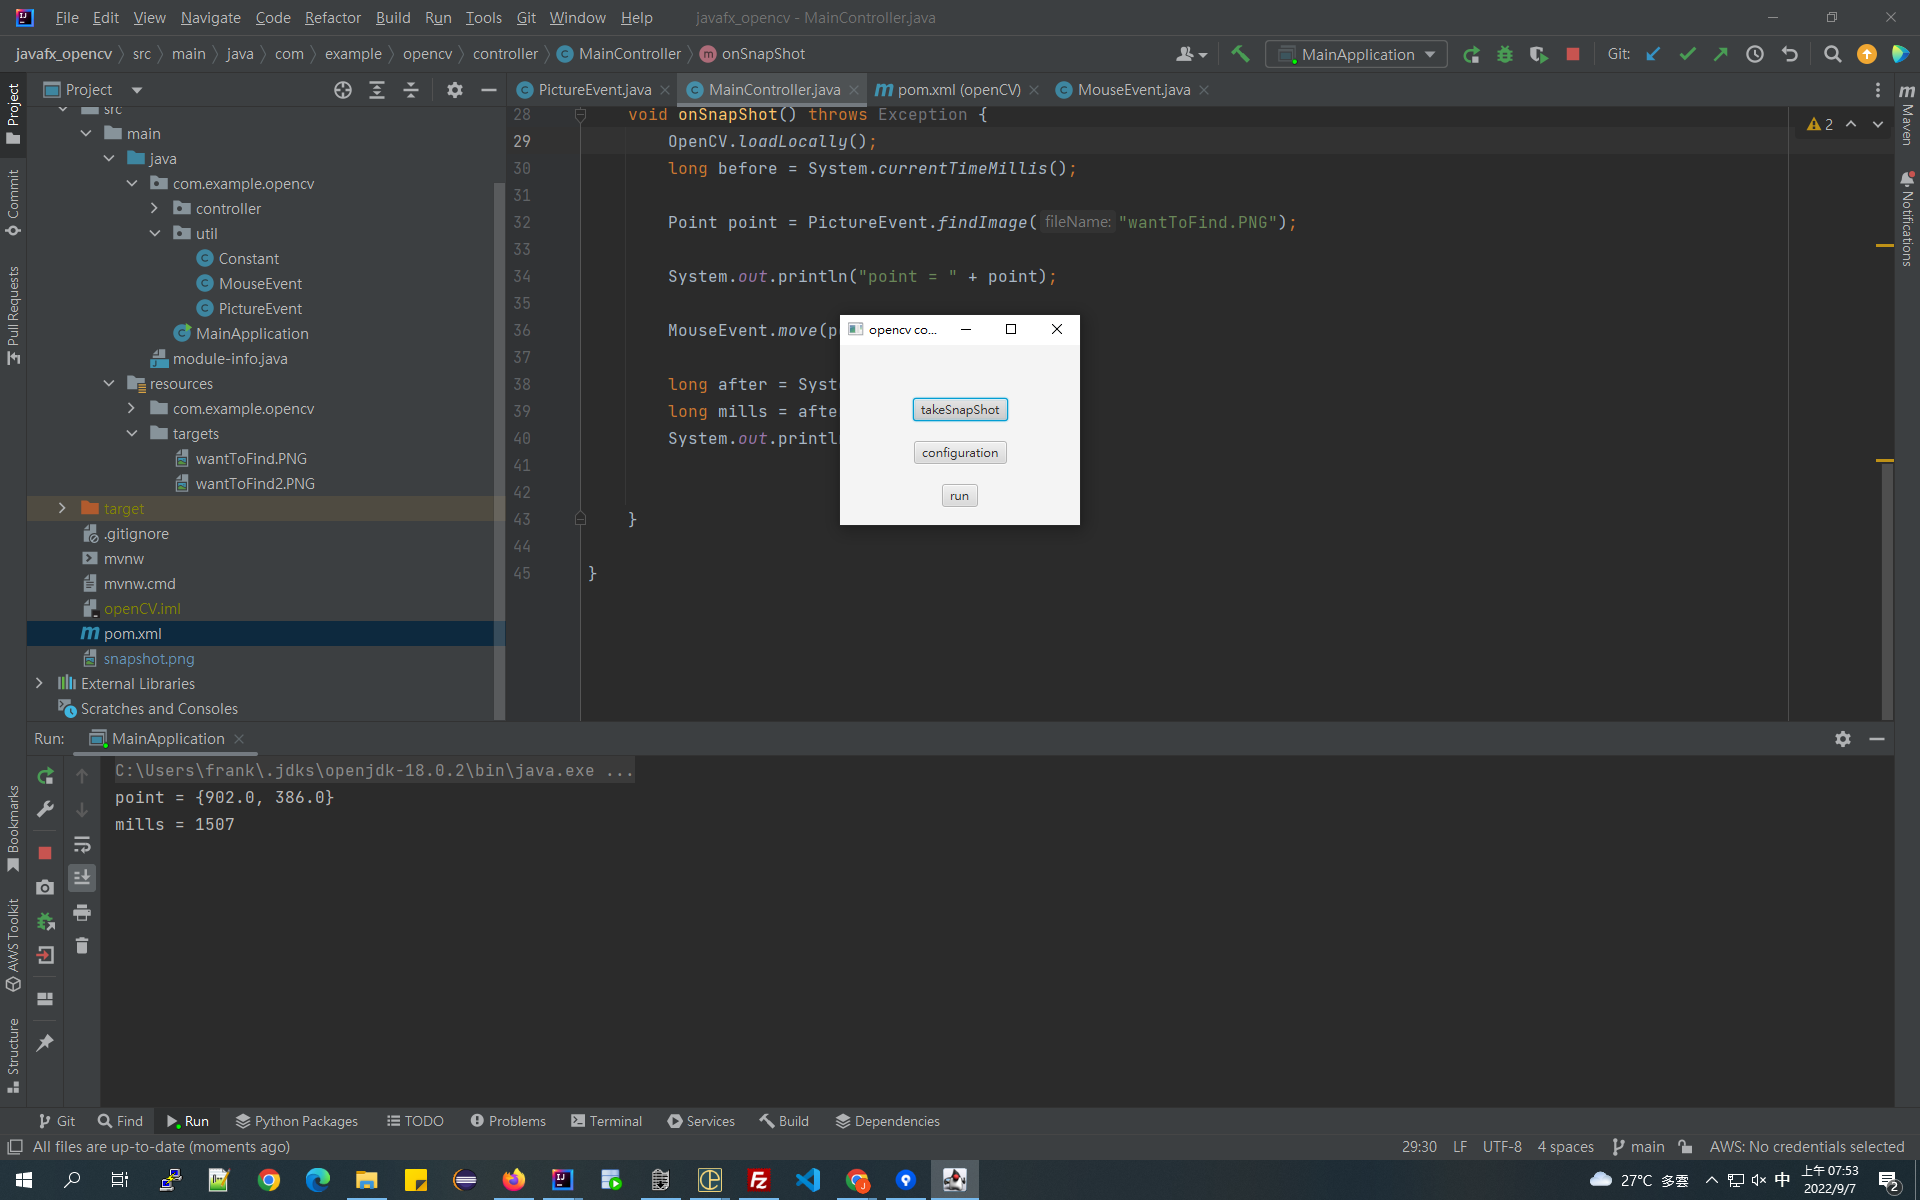 File Edit View Navigate Code Refactor Build Run Tools Git Window Help javafx_opencv - MainController.java
javafx_opencv src main java com example opencv controller MainController onSnapShot MainApplication Git:
Project
PictureEvent.java MainController.java pom.xml (openCV) MouseEvent.java
Project
Commit
Pull Requests
Bookmarks
AWS Toolkit
Structure
src
main
java
com.example.opencv
controller
util
Constant
MouseEvent
PictureEvent
MainApplication
module-info.java
resources
com.example.opencv
targets
wantToFind.PNG
wantToFind2.PNG
target
.gitignore
mvnw
mvnw.cmd
openCV.iml
pom.xml
snapshot.png
External Libraries
Scratches and Consoles
28 void onSnapShot() throws Exception {
29 OpenCV.loadLocally();
30 long before = System.currentTimeMillis();
31
32 Point point = PictureEvent.findImage( fileName: "wantToFind.PNG");
33
34 System.out.println("point = " + point);
35
36 MouseEvent.move(p
37
38 long after = Syst
39 long mills = afte
40 System.out.printl
41
42
43 }
44
45 }
2
Maven
Notifications
opencv co...
takeSnapShot
configuration
run
Run: MainApplication
C:\Users\frank\.jdks\openjdk-18.0.2\bin\java.exe ...
point = {902.0, 386.0}
mills = 1507
Git Find Run Python Packages TODO Problems Terminal Services Build Dependencies
All files are up-to-date (moments ago) 29:30 LF UTF-8 4 spaces main AWS: No credentials selected
27°C 多雲 中 上午 07:53
2022/9/7 2